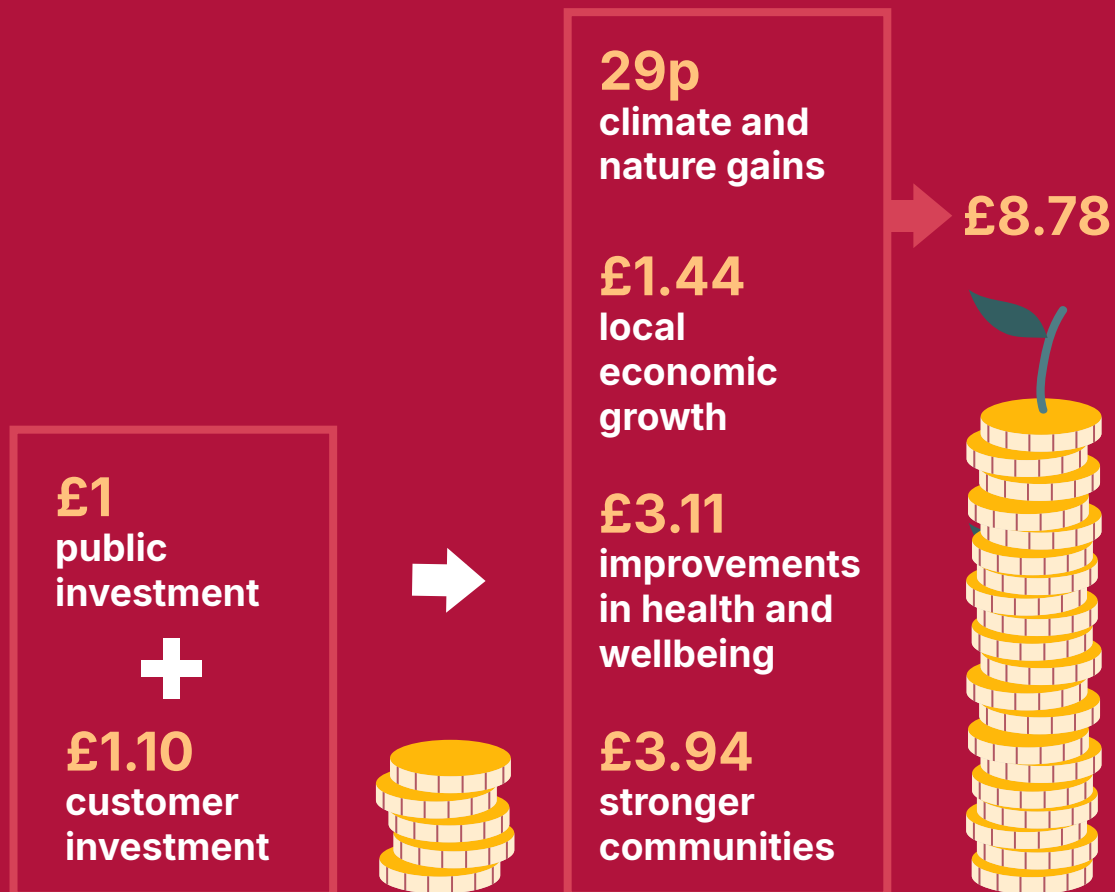 £1
public
investment
£1.10
customer
investment
29p
climate and
nature gains
£1.44
local
economic
growth
£3.11
improvements
in health and
wellbeing
£3.94
stronger
communities
£8.78